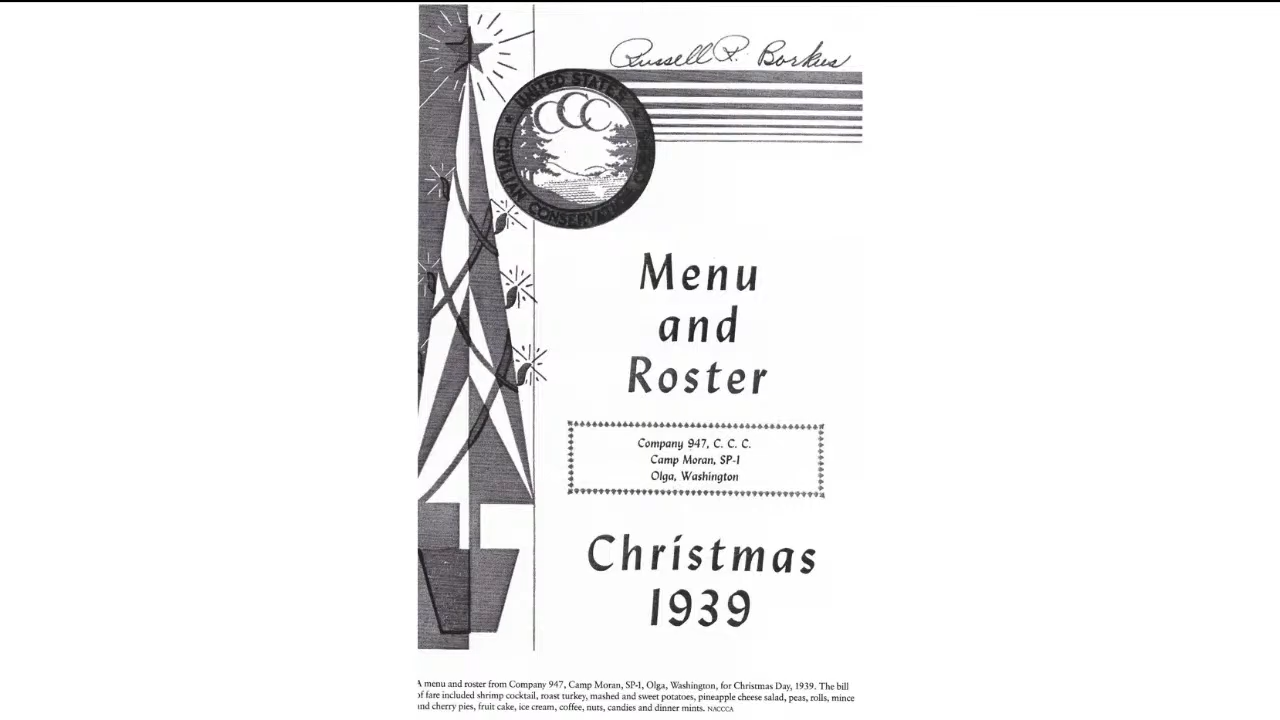 Russell R. Borkus
UNITED STATES
CCC
CIVILIAN CONSERVATION
Menu
and
Roster
Company 947, C. C. C.
Camp Moran, SP-1
Olga, Washington
Christmas
1939
A menu and roster from Company 947, Camp Moran, SP-1, Olga, Washington, for Christmas Day, 1939. The bill
of fare included shrimp cocktail, roast turkey, mashed and sweet potatoes, pineapple cheese salad, peas, rolls, mince
and cherry pies, fruit cake, ice cream, coffee, nuts, candies and dinner mints. NACCCA